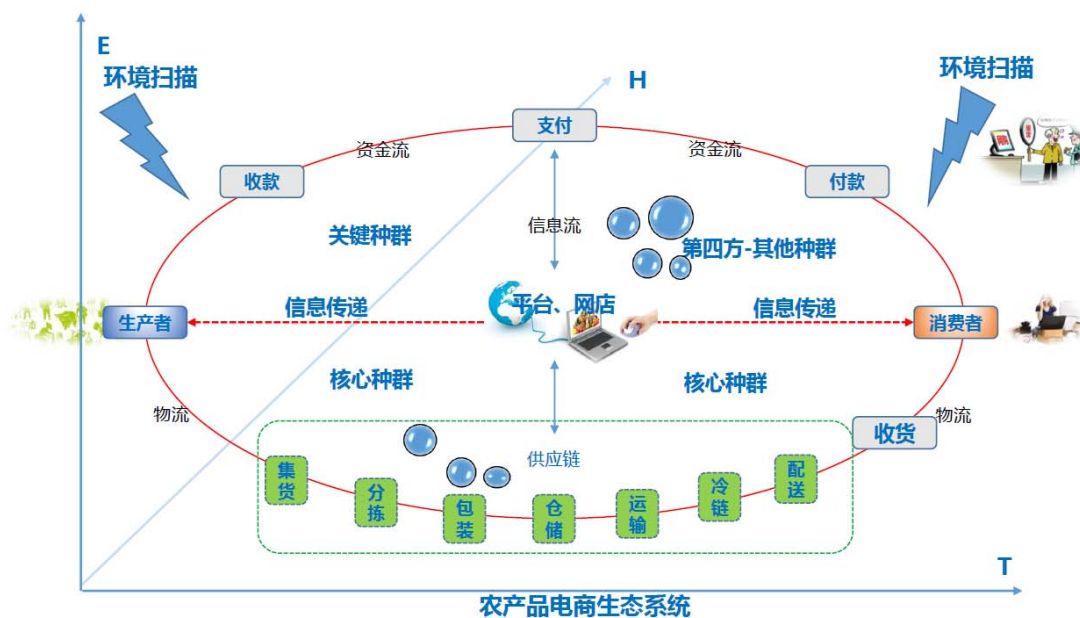 E
环境扫描
环境扫描
H
支付
资金流
资金流
收款
付款
关键种群
信息流
第四方-其他种群
生产者
信息传递
平台、网店
信息传递
消费者
核心种群
核心种群
物流
物流
收货
供应链
集货
分拣
包装
仓储
运输
冷链
配送
T
农产品电商生态系统